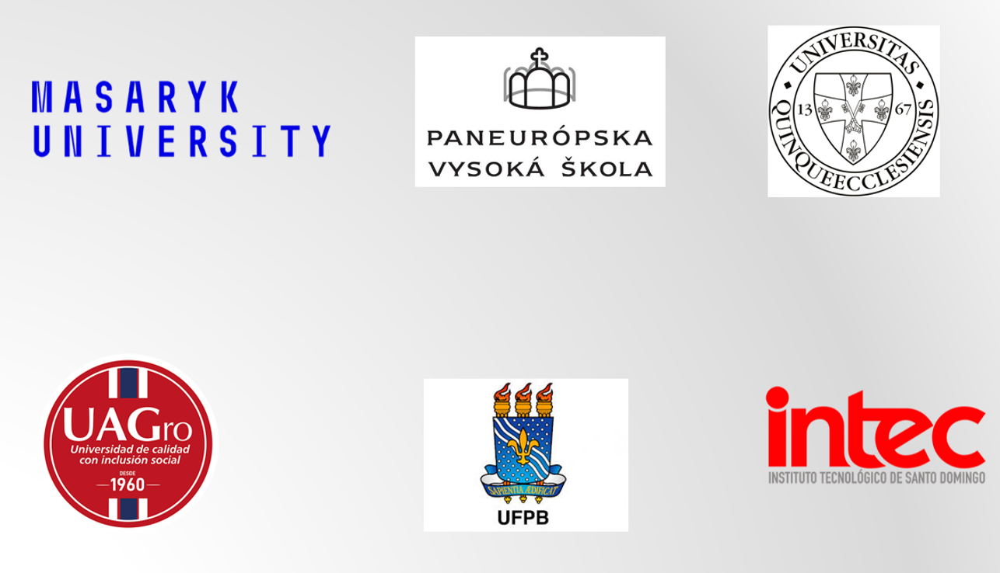 MASARYK
UNIVERSITY
PANEURÓPSKA
VYSOKÁ ŠKOLA
UNIVERSITAS
QUINQUEECCLESIENSIS
13 67
UAGro
Universidad de calidad
con inclusión social
DESDE
1960
SAPIENTIA ÆDIFICAT
UFPB
intec
INSTITUTO TECNOLÓGICO DE SANTO DOMINGO